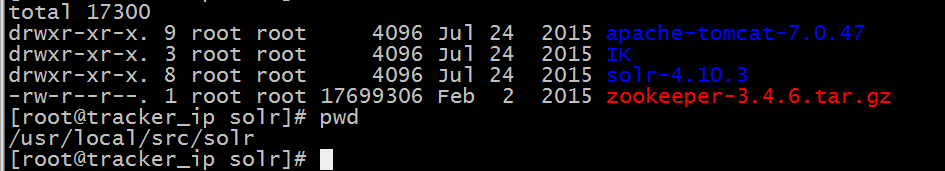 total 17300
drwxr-xr-x. 9 root root     4096 Jul 24  2015 apache-tomcat-7.0.47
drwxr-xr-x. 3 root root     4096 Jul 24  2015 IK
drwxr-xr-x. 8 root root     4096 Jul 24  2015 solr-4.10.3
-rw-r--r--. 1 root root 17699306 Feb  2  2015 zookeeper-3.4.6.tar.gz
[root@tracker_ip solr]# pwd
/usr/local/src/solr
[root@tracker_ip solr]#